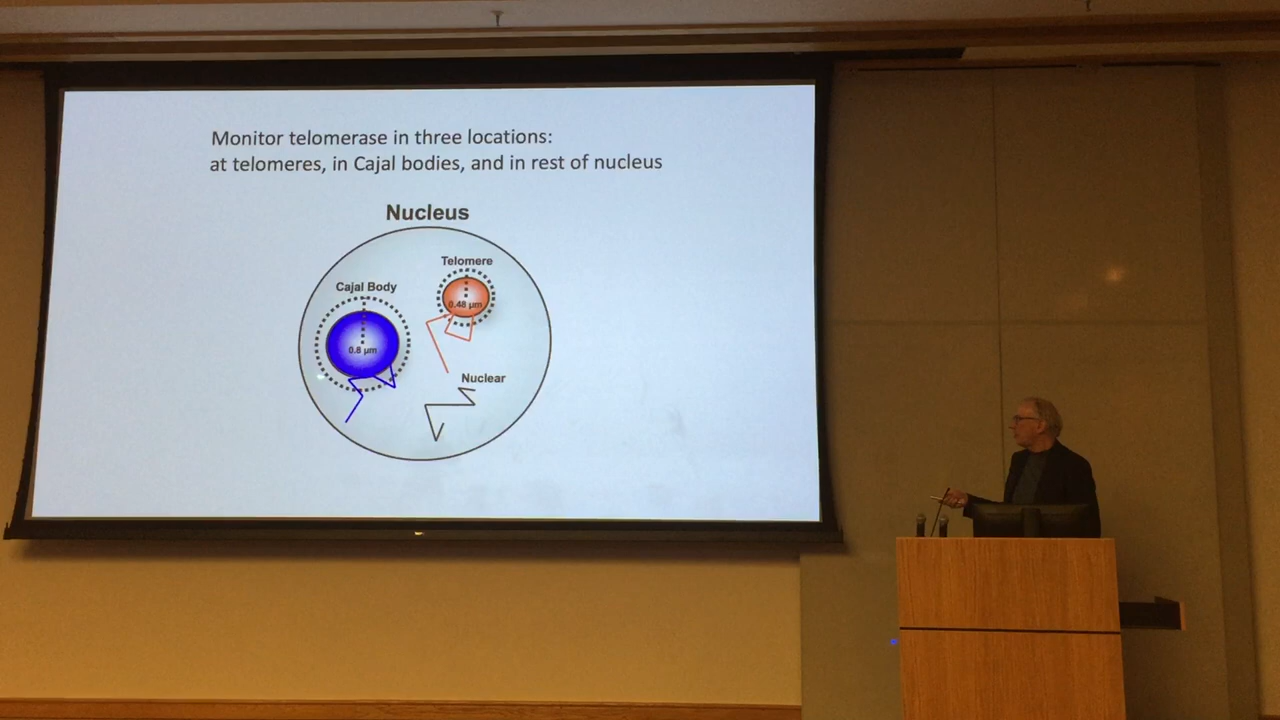 Monitor telomerase in three locations:
at telomeres, in Cajal bodies, and in rest of nucleus
Nucleus
Telomere
0.48 μm
Cajal Body
0.8 μm
Nuclear